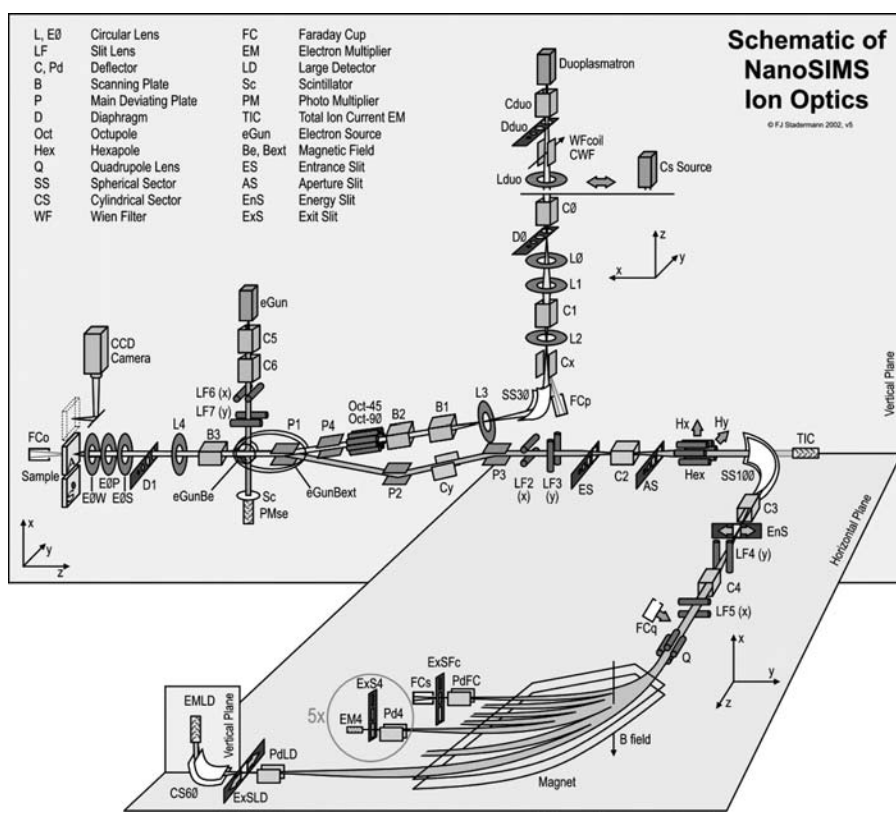 Schematic of
NanoSIMS
Ion Optics
© FJ Stadermann 2002, v5
L, EØ Circular Lens
LF Slit Lens
C, Pd Deflector
B Scanning Plate
P Main Deviating Plate
D Diaphragm
Oct Octupole
Hex Hexapole
Q Quadrupole Lens
SS Spherical Sector
CS Cylindrical Sector
WF Wien Filter
FC Faraday Cup
EM Electron Multiplier
LD Large Detector
Sc Scintillator
PM Photo Multiplier
TIC Total Ion Current EM
eGun Electron Source
Be, Bext Magnetic Field
ES Entrance Slit
AS Aperture Slit
EnS Energy Slit
ExS Exit Slit
Duoplasmatron
Cduo
Dduo
WFcoil
CWF
Lduo
Cs Source
CØ
DØ
LØ
L1
C1
L2
Cx
SS30
FCp
z
y
x
Vertical Plane
eGun
C5
C6
LF6 (x)
LF7 (y)
CCD
Camera
FCo
Sample
EØW
EØP
EØS
D1
L4
B3
eGunBe
Sc
PMse
P1
eGunBext
P4
Oct-45
Oct-90
B2
B1
L3
P2
Cy
P3
LF2
(x)
LF3
(y)
ES
C2
AS
Hx
Hy
Hex
SS100
TIC
C3
EnS
LF4 (y)
C4
LF5 (x)
FCq
Q
Horizontal Plane
x
y
z
x
y
z
ExSFc
FCs
PdFC
ExS4
5x
EM4
Pd4
B field
Magnet
EMLD
Vertical Plane
PdLD
CS60
ExSLD